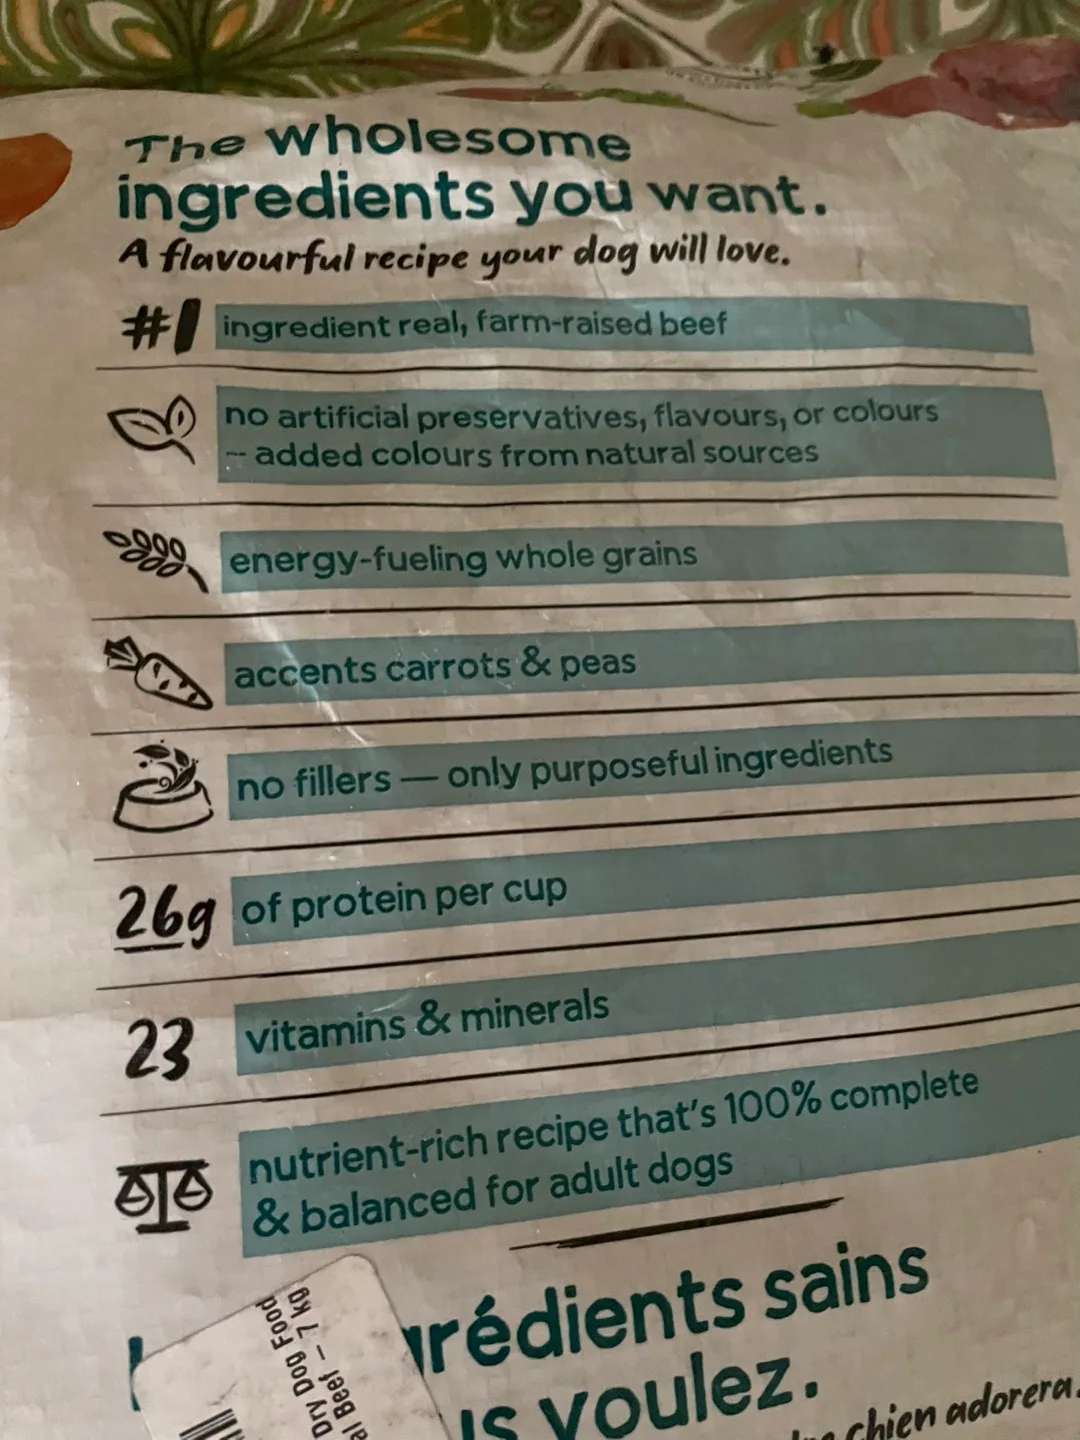 The wholesome
ingredients you want.
A flavourful recipe your dog will love.
#1 ingredient real, farm-raised beef
no artificial preservatives, flavours, or colours
-- added colours from natural sources
energy-fueling whole grains
accents carrots & peas
no fillers — only purposeful ingredients
26g of protein per cup
23 vitamins & minerals
nutrient-rich recipe that's 100% complete
& balanced for adult dogs
Dry Dog Food
Beef – 7 kg
sains
voulez.
chien adorera.